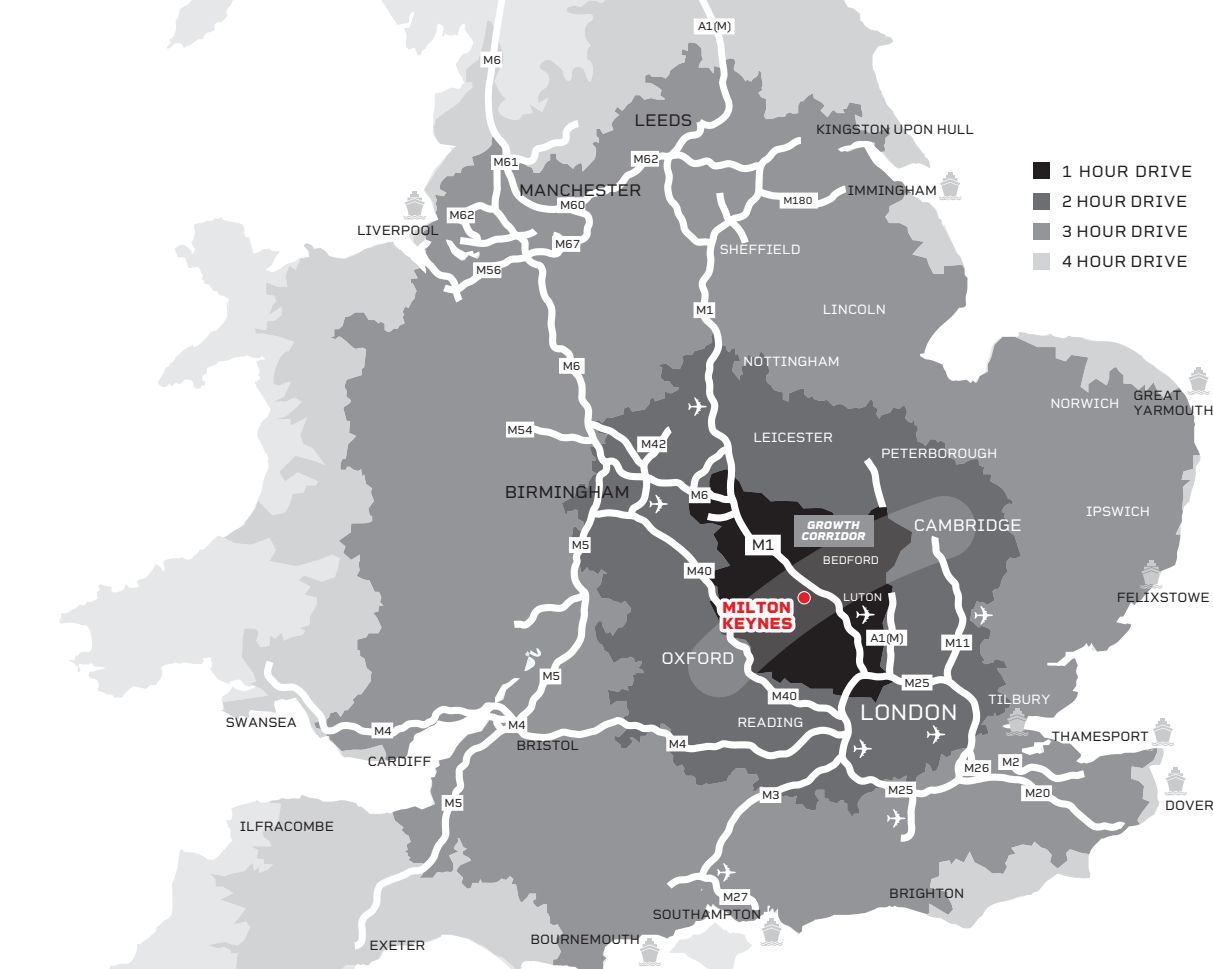 A1(M)
M6
LEEDS
KINGSTON UPON HULL
M61
M62
1 HOUR DRIVE
MANCHESTER
IMMINGHAM
M60
M180
2 HOUR DRIVE
M62
LIVERPOOL
M67
SHEFFIELD
3 HOUR DRIVE
M56
4 HOUR DRIVE
M1
LINCOLN
M6
NOTTINGHAM
NORWICH
GREAT
YARMOUTH
M54
M42
LEICESTER
PETERBOROUGH
BIRMINGHAM
M6
IPSWICH
GROWTH
CORRIDOR
CAMBRIDGE
M5
M1
BEDFORD
M40
LUTON
FELIXSTOWE
MILTON
KEYNES
A1(M)
M11
OXFORD
M5
M25
M40
TILBURY
LONDON
SWANSEA
M4
M4
READING
BRISTOL
M4
THAMESPORT
CARDIFF
M26
M2
M3
M25
M20
M5
DOVER
ILFRACOMBE
BRIGHTON
M27
SOUTHAMPTON
BOURNEMOUTH
EXETER